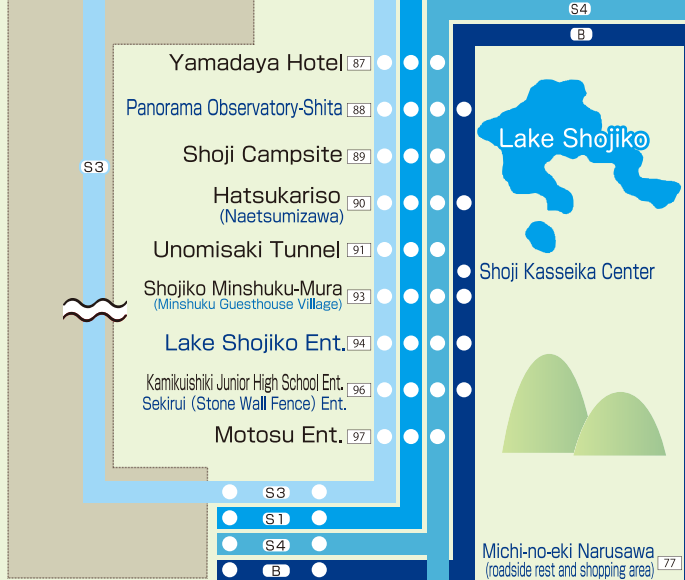 S4
B
Yamadaya Hotel 87
Panorama Observatory-Shita 88
Lake Shojiko
Shoji Campsite 89
S3
Hatsukariso 90
(Naetsumizawa)
Unomisaki Tunnel 91
Shoji Kasseika Center
Shojiko Minshuku-Mura 93
(Minshuku Guesthouse Village)
Lake Shojiko Ent. 94
Kamikuishiki Junior High School Ent. 96
Sekirui (Stone Wall Fence) Ent.
Motosu Ent. 97
S3
S1
S4
B
Michi-no-eki Narusawa 77
(roadside rest and shopping area)